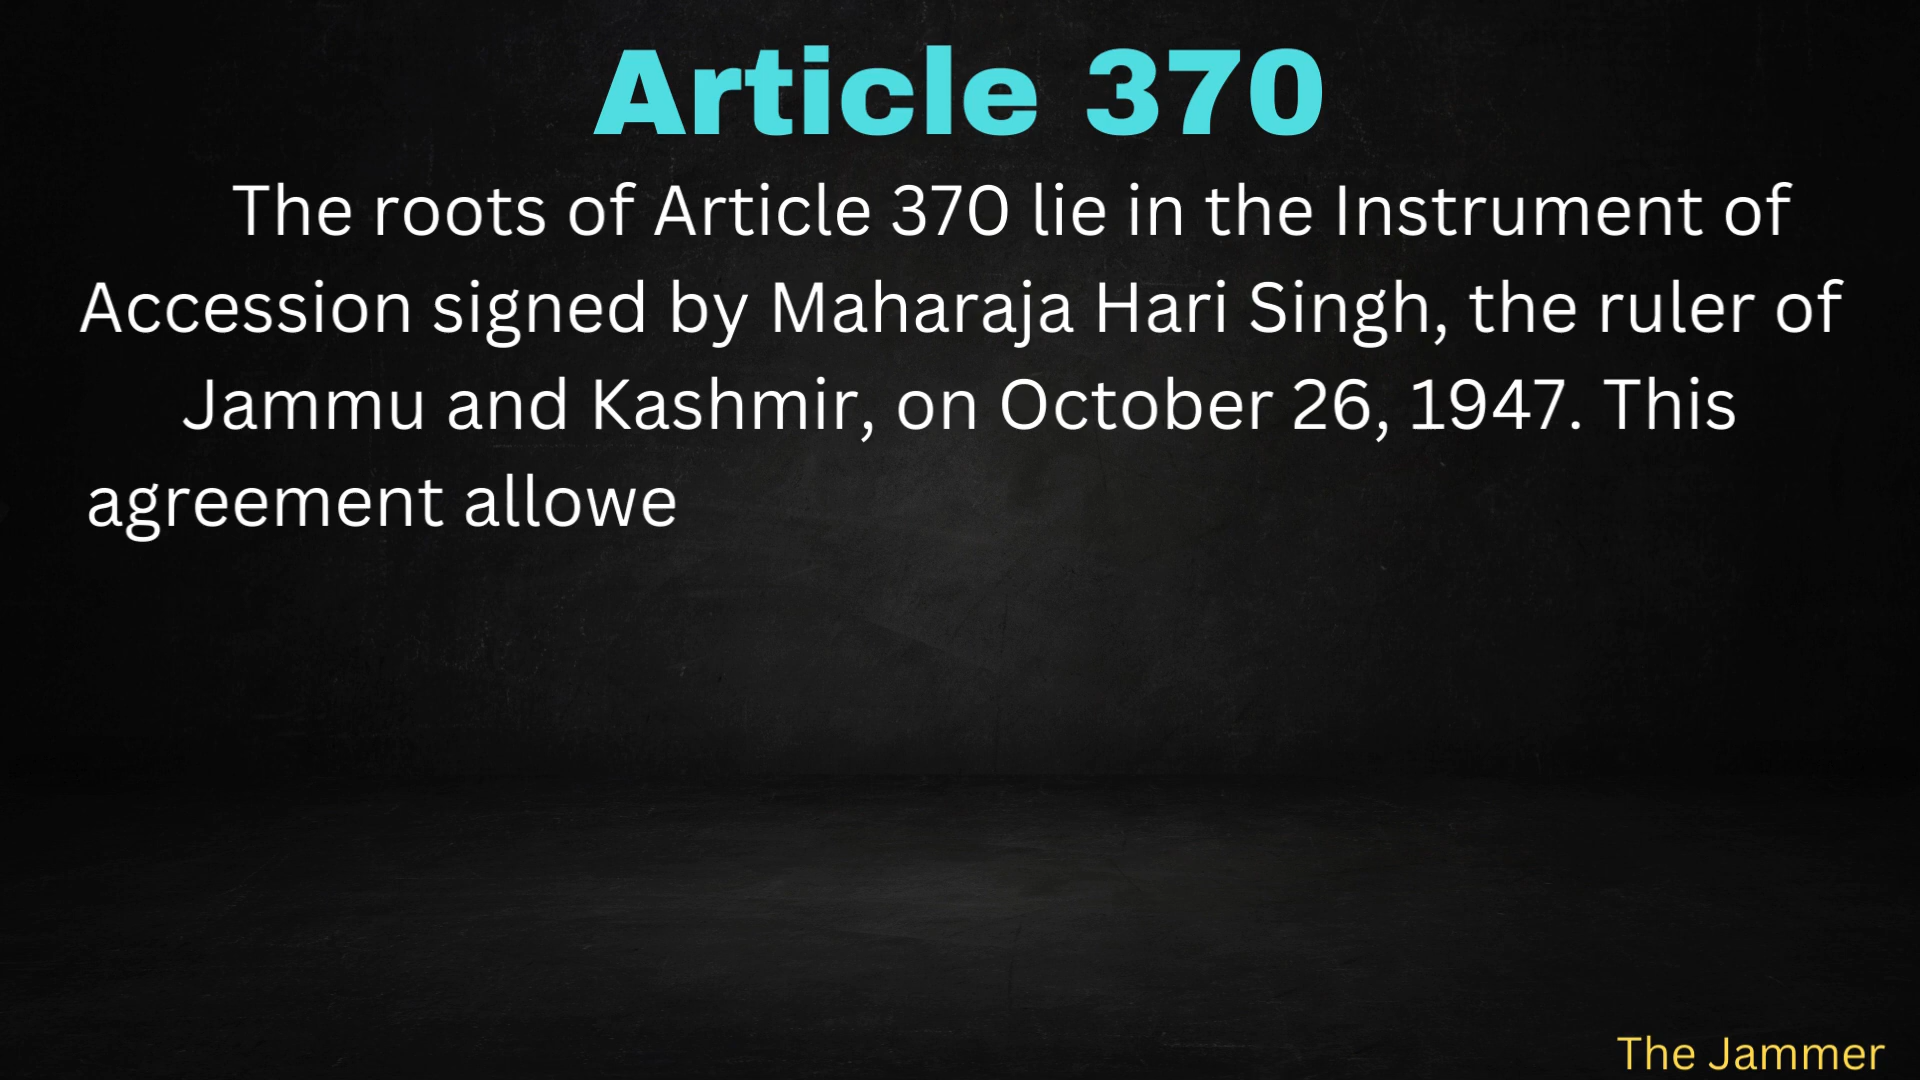 Article 370
The roots of Article 370 lie in the Instrument of
Accession signed by Maharaja Hari Singh, the ruler of
Jammu and Kashmir, on October 26, 1947. This
agreement allowe
The Jammer